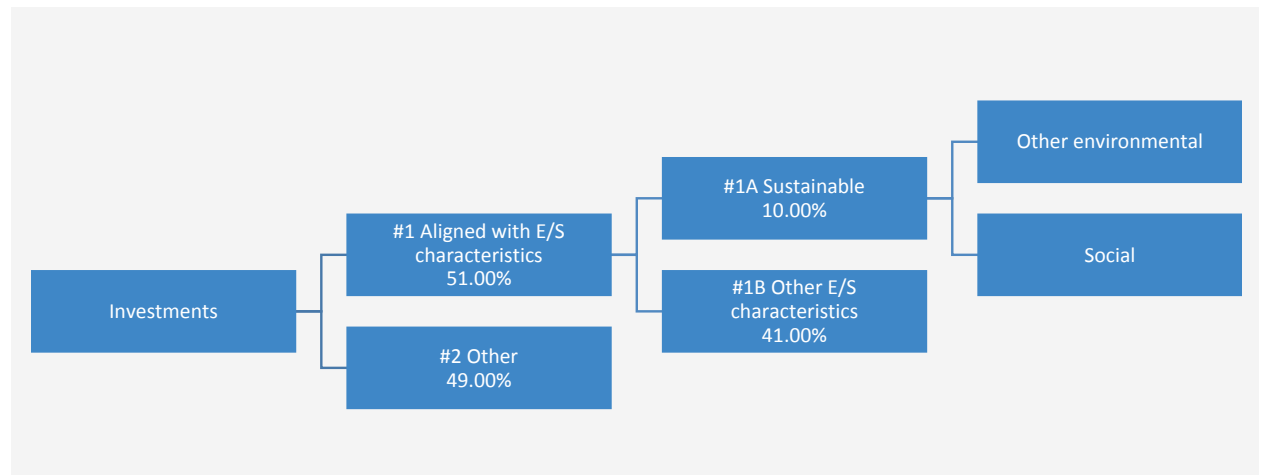 Investments
#1 Aligned with E/S
characteristics
51.00%
#2 Other
49.00%
#1A Sustainable
10.00%
#1B Other E/S
characteristics
41.00%
Other environmental
Social